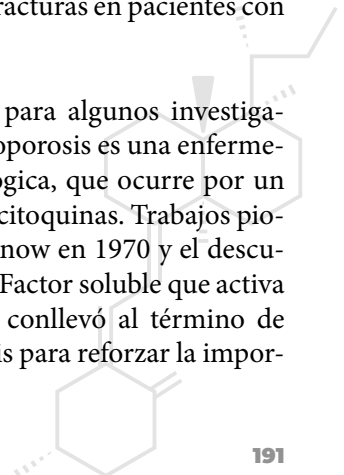 racturas en pacientes con
para algunos investiga-
oporosis es una enferme-
ógica, que ocurre por un
citoquinas. Trabajos pio-
now en 1970 y el descu-
Factor soluble que activa
conllevó al término de
is para reforzar la impor-
191